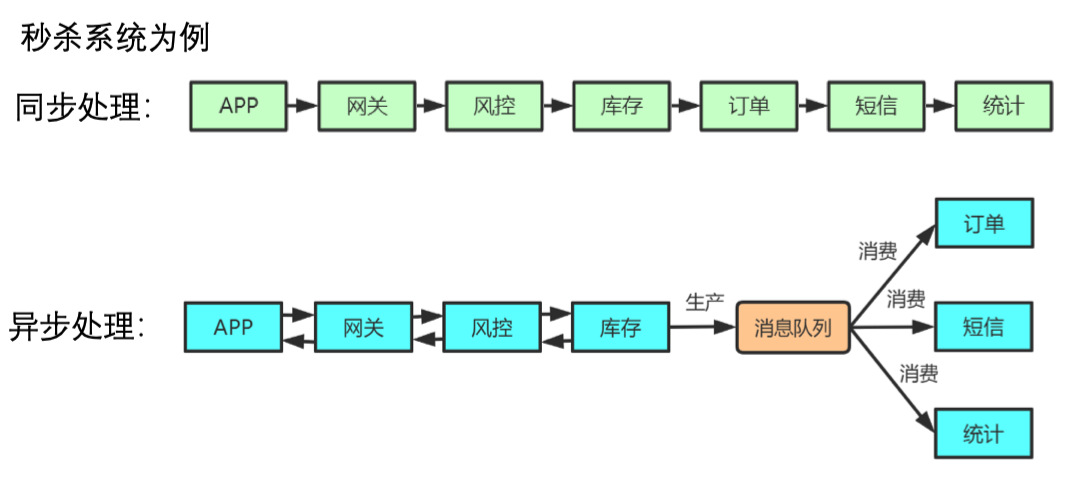 秒杀系统为例
同步处理：
APP
网关
风控
库存
订单
短信
统计
异步处理：
APP
网关
风控
库存
生产
消息队列
消费
订单
消费
短信
消费
统计